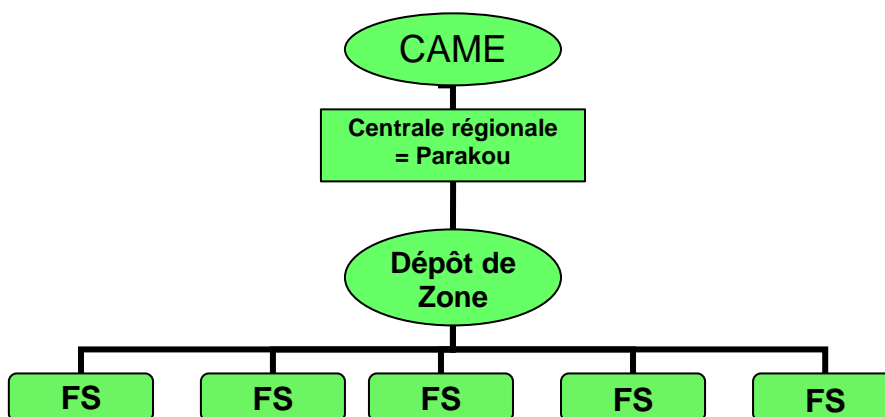 CAME
Centrale régionale
= Parakou
Dépôt de
Zone
FS
FS
FS
FS
FS